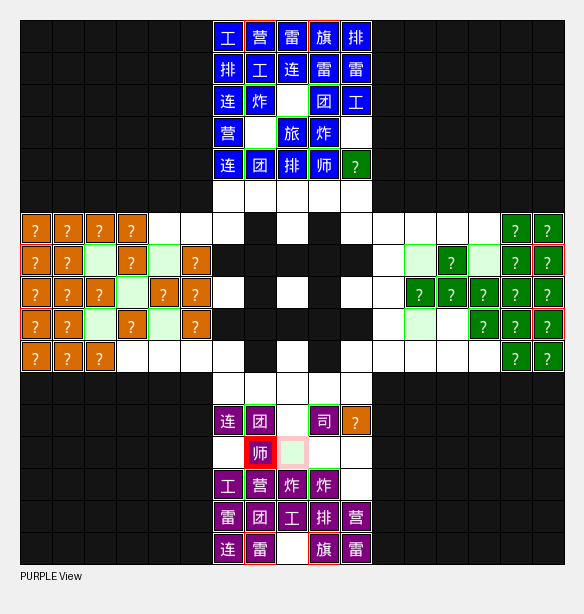 工 营 雷 旗 排
排 工 连 雷 雷
连 炸 团 工
营 旅 炸
连 团 排 师 ?
? ? ? ? ? ?
? ? ? ? ? ? ?
? ? ? ? ? ? ? ? ? ?
? ? ? ? ? ? ?
? ? ? ? ?
连 团 司 ?
师
工 营 炸 炸
雷 团 工 排 营
连 雷 旗 雷
PURPLE View